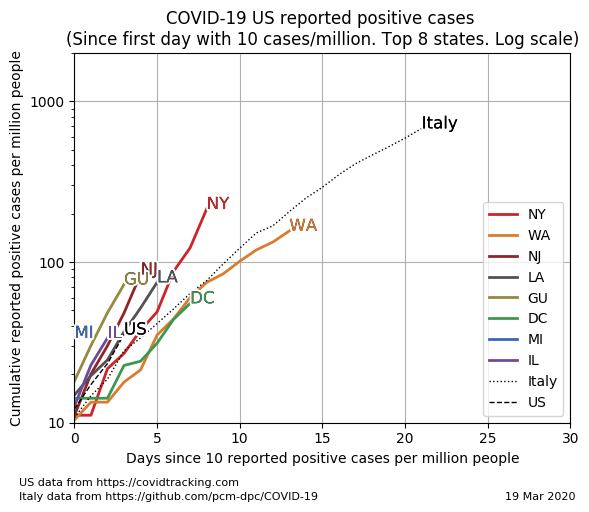 COVID-19 US reported positive cases
(Since first day with 10 cases/million. Top 8 states. Log scale)
Cumulative reported positive cases per million people
1000
100
10
Italy
NY
WA
NJ
GU
LA
DC
MI
IL
US
NY
WA
NJ
LA
GU
DC
MI
IL
Italy
US
0 5 10 15 20 25 30
Days since 10 reported positive cases per million people
US data from https://covidtracking.com
Italy data from https://github.com/pcm-dpc/COVID-19
19 Mar 2020